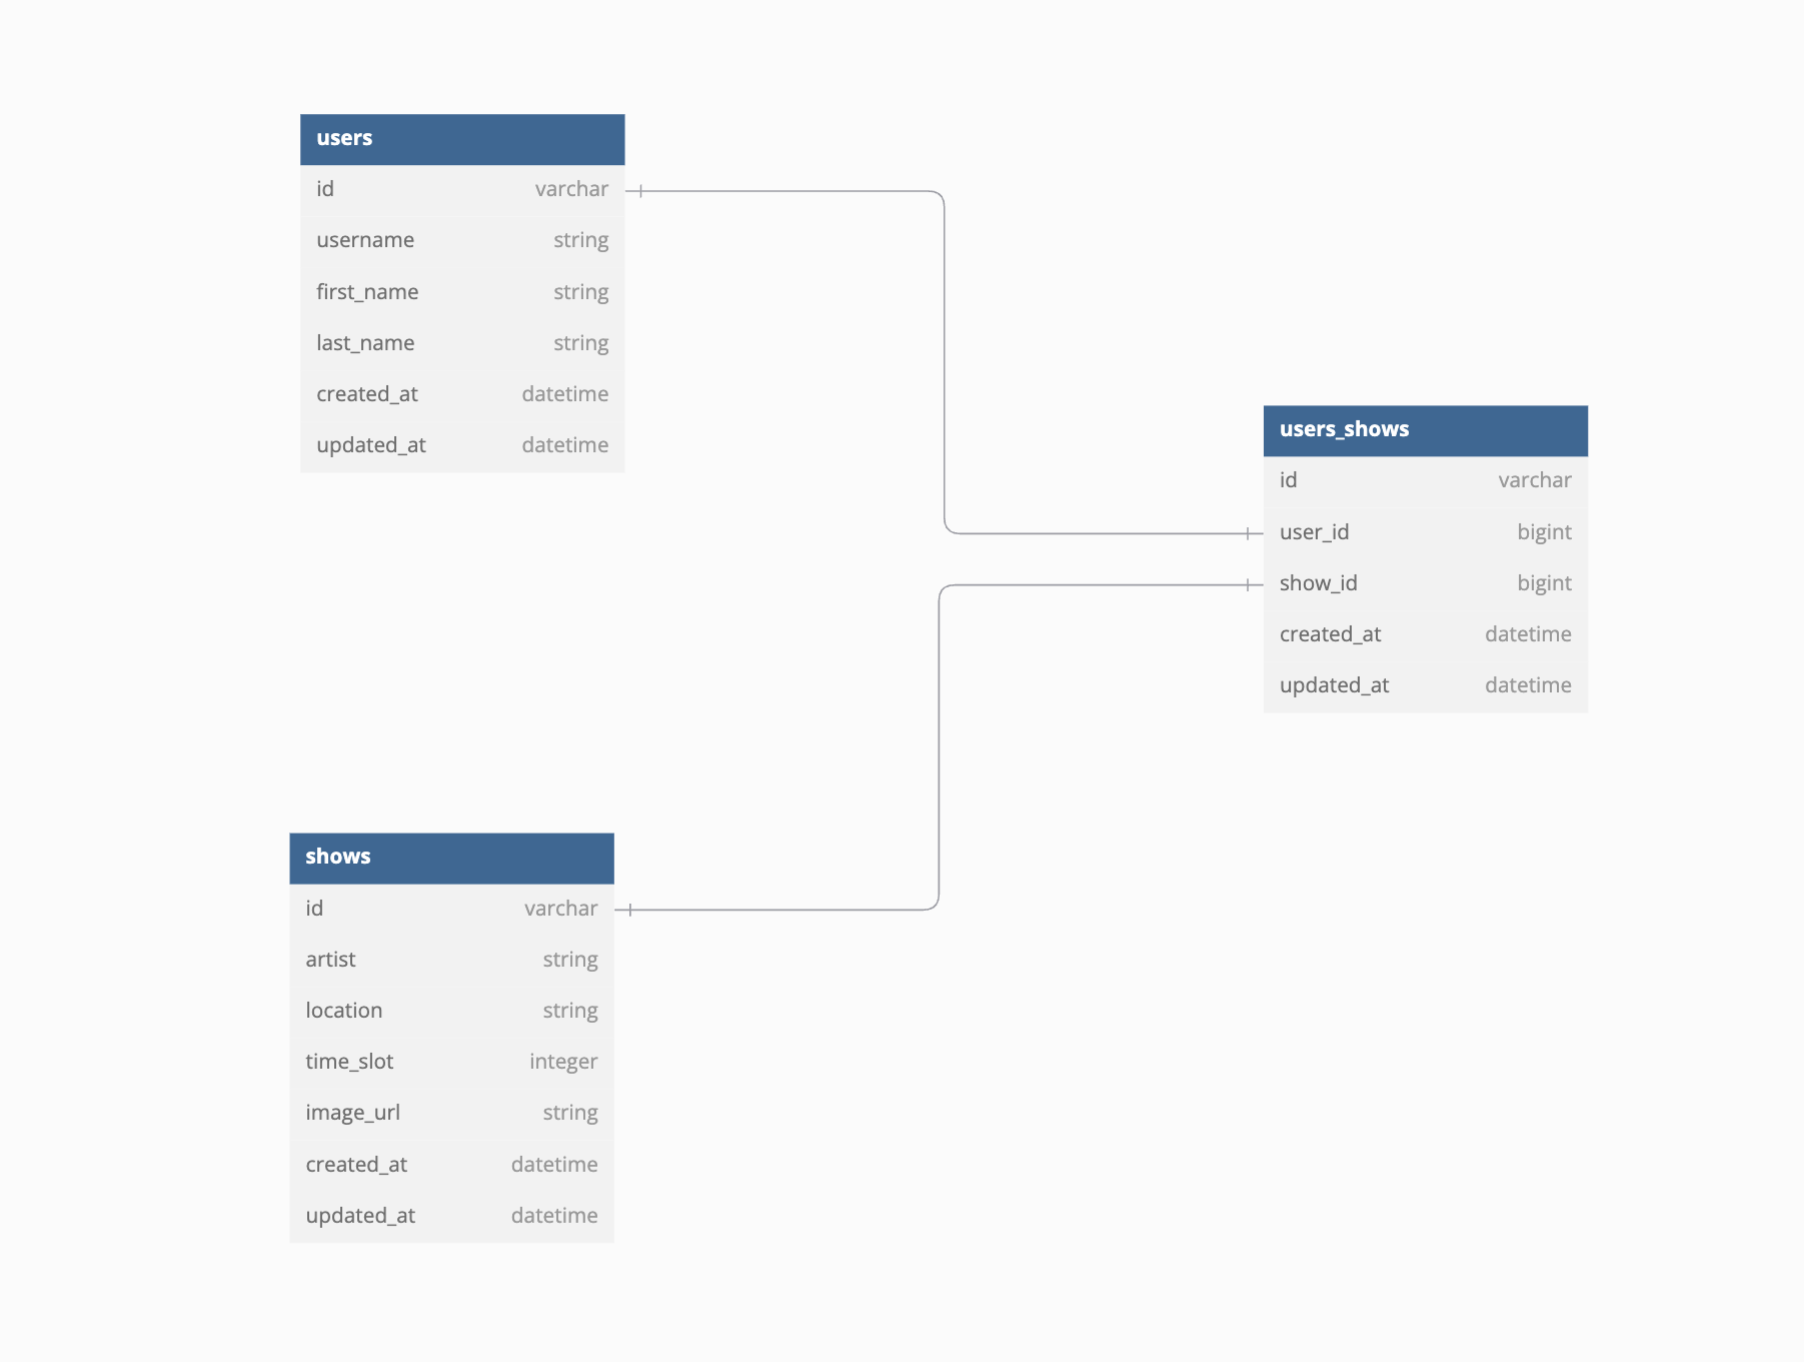 users
id varchar
username string
first_name string
last_name string
created_at datetime
updated_at datetime
users_shows
id varchar
user_id bigint
show_id bigint
created_at datetime
updated_at datetime
shows
id varchar
artist string
location string
time_slot integer
image_url string
created_at datetime
updated_at datetime